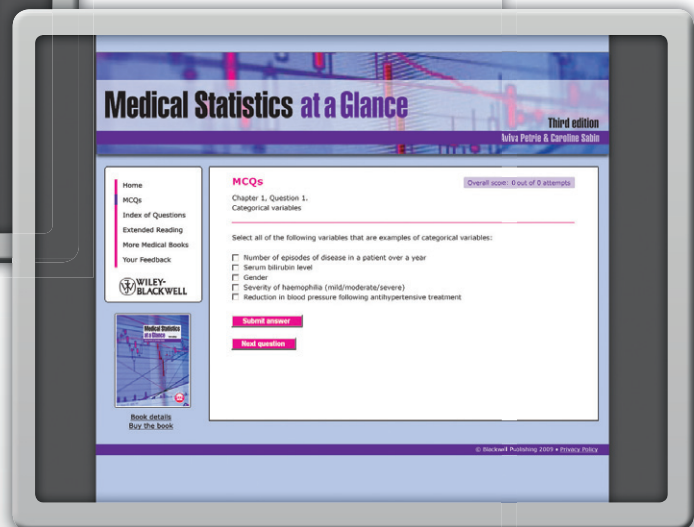 Medical Statistics at a Glance
Third edition
Aviva Petrie & Caroline Sabin
Home
MCQs
Index of Questions
Extended Reading
More Medical Books
Your Feedback
WILEY-
BLACKWELL
Medical Statistics
at a Glance
Book details
Buy the book
MCQs
Overall score: 0 out of 0 attempts
Chapter 1, Question 1.
Categorical variables
Select all of the following variables that are examples of categorical variables:
Number of episodes of disease in a patient over a year
Serum bilirubin level
Gender
Severity of haemophilia (mild/moderate/severe)
Reduction in blood pressure following antihypertensive treatment
Submit answer
Next question
© Blackwell Publishing 2009 • Privacy Policy